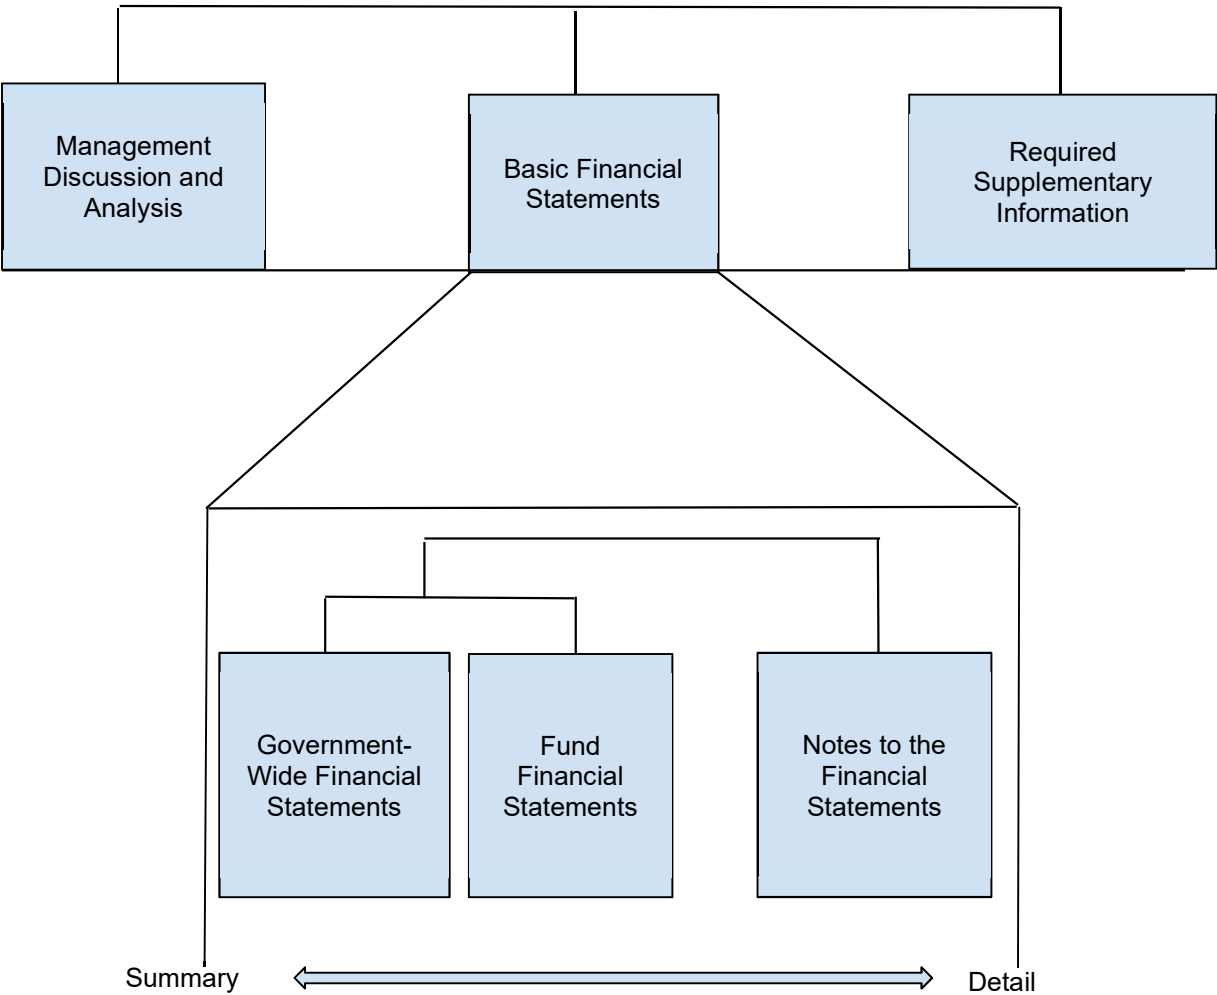 Management
Discussion and
Analysis
Basic Financial
Statements
Required
Supplementary
Information
Government-
Wide Financial
Statements
Fund
Financial
Statements
Notes to the
Financial
Statements
Summary
Detail